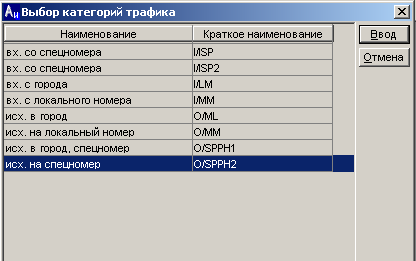 Ан Выбор категорий трафика
Наименование Краткое наименование Ввод
вх. со спецномера I/SP Отмена
вх. со спецномера I/SP2
вх. с города I/LM
вх. с локального номера I/MM
исх. в город O/ML
исх. на локальный номер O/MM
исх. в город, спецномер O/SPPH1
исх. на спецномер O/SPPH2